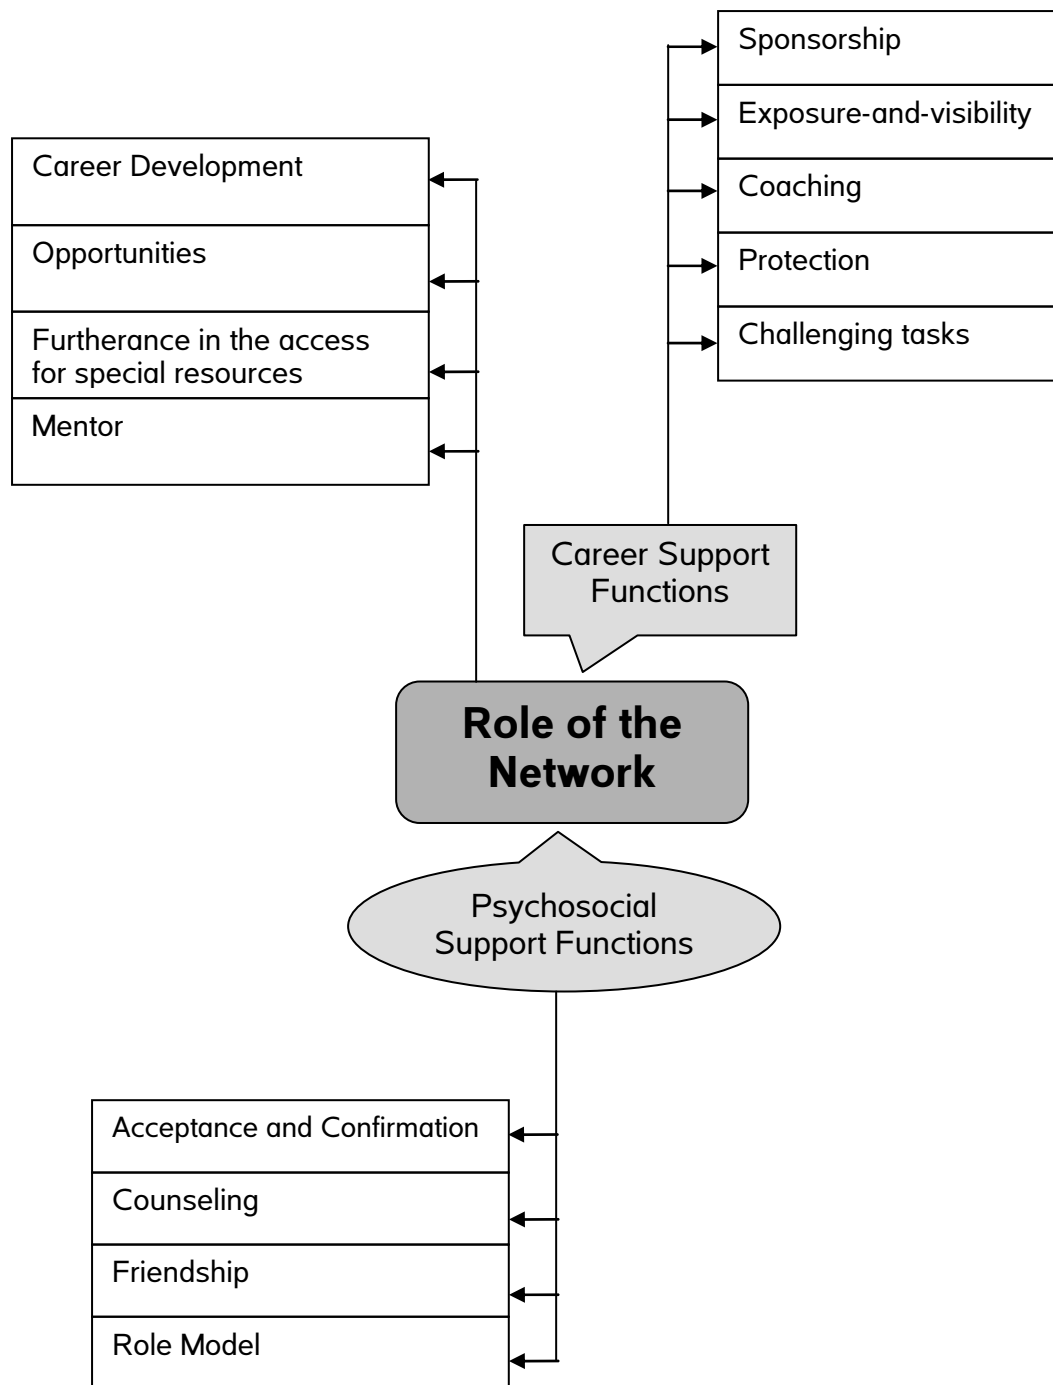 Sponsorship
Exposure-and-visibility
Coaching
Protection
Challenging tasks
Career Development
Opportunities
Furtherance in the access
for special resources
Mentor
Career Support
Functions
Role of the
Network
Psychosocial
Support Functions
Acceptance and Confirmation
Counseling
Friendship
Role Model